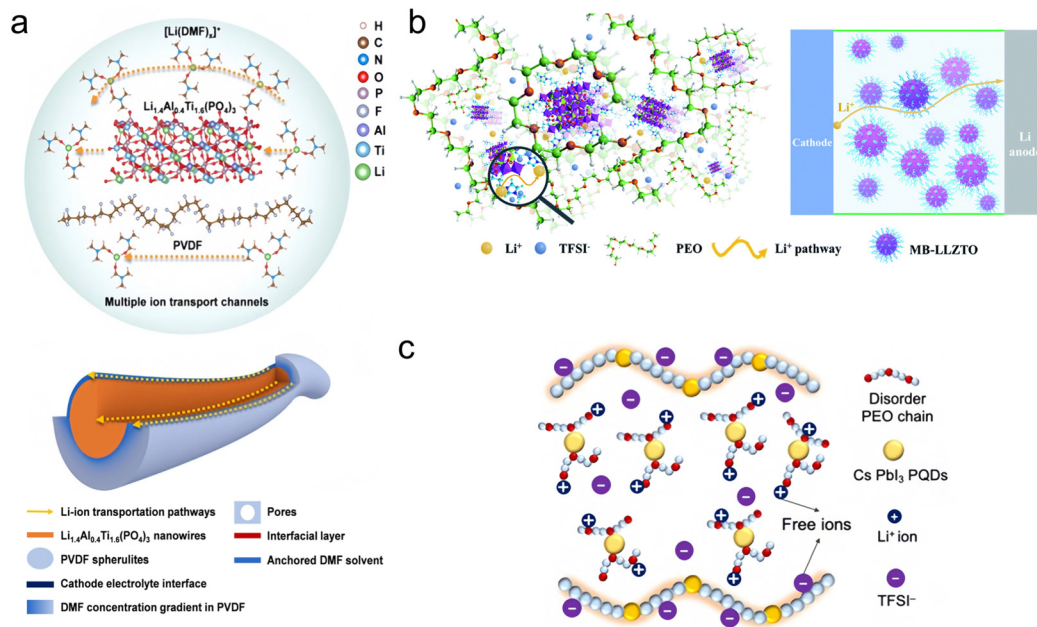 a
[Li(DMF)ₓ]⁺
Li₁.₄Al₀.₄Ti₁.₆(PO₄)₃
PVDF
Multiple ion transport channels
H
C
N
O
P
F
Al
Ti
Li
Li-ion transportation pathways
Li₁.₄Al₀.₄Ti₁.₆(PO₄)₃ nanowires
PVDF spherulites
Cathode electrolyte interface
DMF concentration gradient in PVDF
Pores
Interfacial layer
Anchored DMF solvent
b
Li⁺
TFSI⁻
PEO
Li⁺ pathway
MB-LLZTO
Cathode
Li⁺
Li
anode
c
Disorder
PEO chain
Cs PbI₃ PQDs
Free ions
Li⁺ ion
TFSI⁻